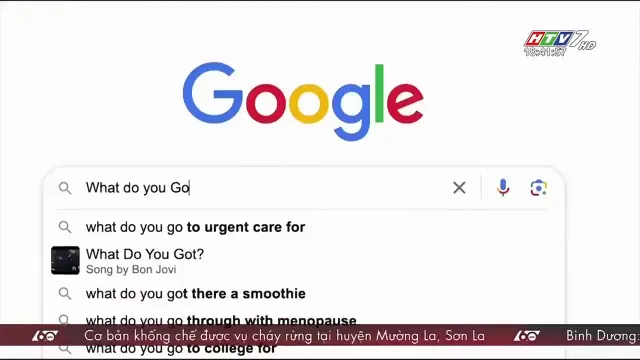 HTV7 HD
18:41:57
Google
What do you Go
what do you go to urgent care for
What Do You Got?
Song by Bon Jovi
what do you got there a smoothie
what do you go through with menopause
what do you go to college for
60 Cơ bản khống chế được vụ cháy rừng tại huyện Mường La, Sơn La 60 Bình Dương: